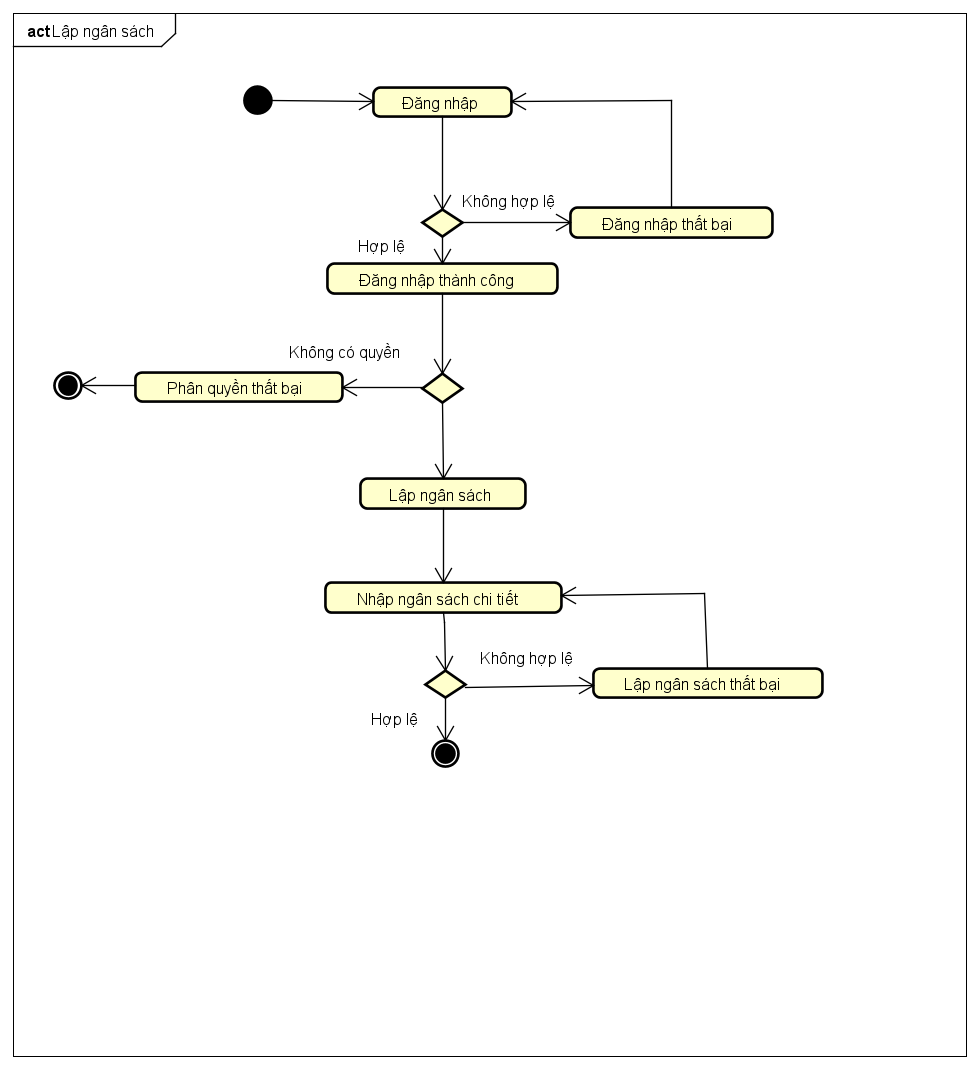 act Lập ngân sách
Đăng nhập
Không hợp lệ
Đăng nhập thất bại
Hợp lệ
Đăng nhập thành công
Không có quyền
Phân quyền thất bại
Lập ngân sách
Nhập ngân sách chi tiết
Không hợp lệ
Lập ngân sách thất bại
Hợp lệ